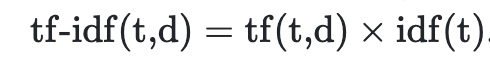 tf-idf(t,d) = tf(t,d) × idf(t).